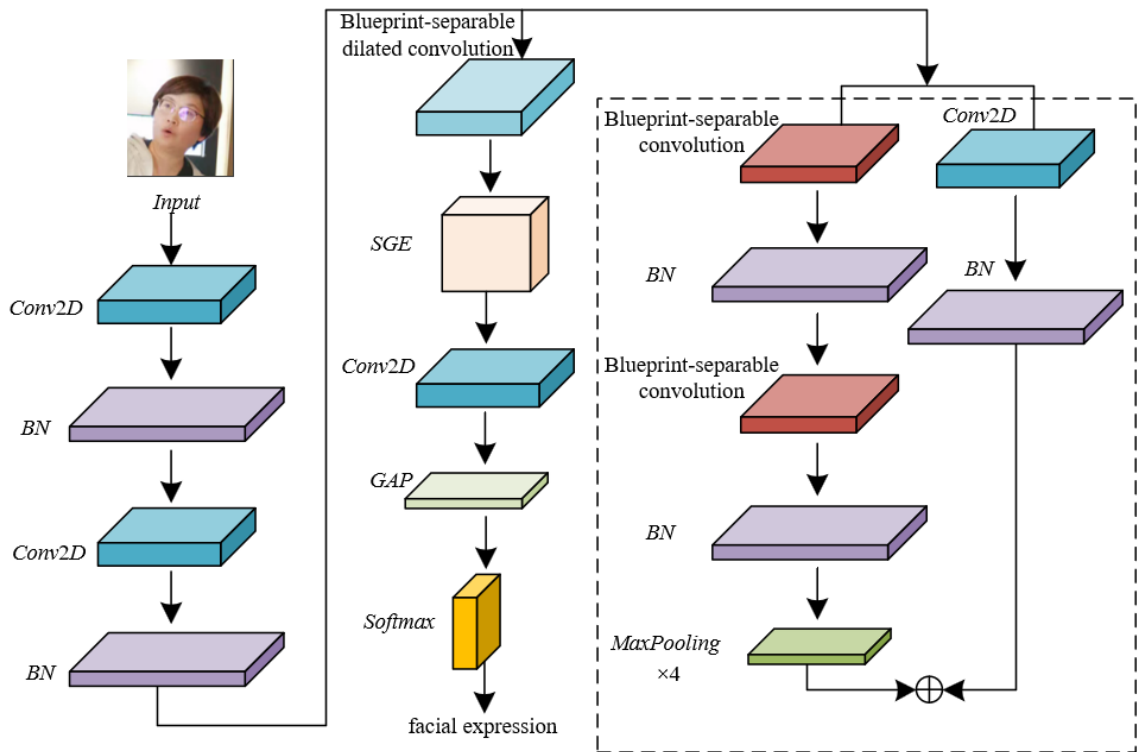 Input
Conv2D
BN
Conv2D
BN
Blueprint-separable
dilated convolution
SGE
Conv2D
GAP
Softmax
facial expression
Blueprint-separable
convolution
BN
Blueprint-separable
convolution
BN
MaxPooling
×4
Conv2D
BN